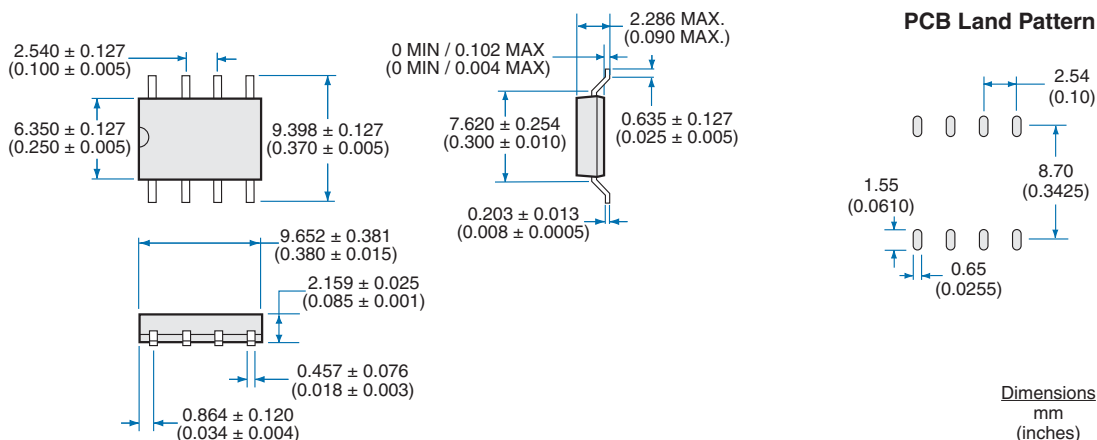 2.540 ± 0.127
(0.100 ± 0.005)
6.350 ± 0.127
(0.250 ± 0.005)
9.398 ± 0.127
(0.370 ± 0.005)
9.652 ± 0.381
(0.380 ± 0.015)
2.159 ± 0.025
(0.085 ± 0.001)
0.457 ± 0.076
(0.018 ± 0.003)
0.864 ± 0.120
(0.034 ± 0.004)
2.286 MAX.
(0.090 MAX.)
0 MIN / 0.102 MAX
(0 MIN / 0.004 MAX)
7.620 ± 0.254
(0.300 ± 0.010)
0.635 ± 0.127
(0.025 ± 0.005)
0.203 ± 0.013
(0.008 ± 0.0005)
PCB Land Pattern
2.54
(0.10)
8.70
(0.3425)
1.55
(0.0610)
0.65
(0.0255)
Dimensions
mm
(inches)